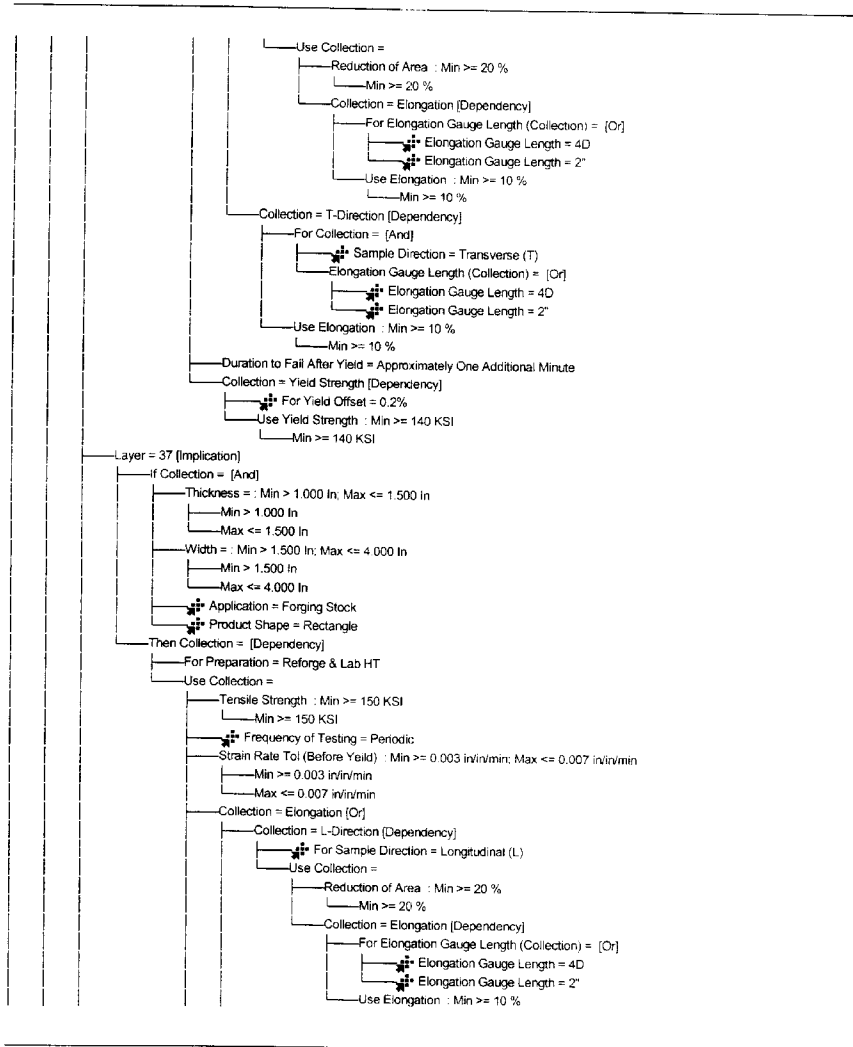 Use Collection =
Reduction of Area : Min >= 20 %
Min >= 20 %
Collection = Elongation [Dependency]
For Elongation Gauge Length (Collection) = [Or]
Elongation Gauge Length = 4D
Elongation Gauge Length = 2"
Use Elongation : Min >= 10 %
Min >= 10 %
Collection = T-Direction [Dependency]
For Collection = [And]
Sample Direction = Transverse (T)
Elongation Gauge Length (Collection) = [Or]
Elongation Gauge Length = 4D
Elongation Gauge Length = 2"
Use Elongation : Min >= 10 %
Min >= 10 %
Duration to Fail After Yield = Approximately One Additional Minute
Collection = Yield Strength [Dependency]
For Yield Offset = 0.2%
Use Yield Strength : Min >= 140 KSI
Min >= 140 KSI
Layer = 37 [Implication]
If Collection = [And]
Thickness = : Min > 1.000 In; Max <= 1.500 In
Min > 1.000 In
Max <= 1.500 In
Width = : Min > 1.500 In; Max <= 4.000 In
Min > 1.500 In
Max <= 4.000 In
Application = Forging Stock
Product Shape = Rectangle
Then Collection = [Dependency]
For Preparation = Reforge & Lab HT
Use Collection =
Tensile Strength : Min >= 150 KSI
Min >= 150 KSI
Frequency of Testing = Periodic
Strain Rate Tol (Before Yeild) : Min >= 0.003 in/in/min; Max <= 0.007 in/in/min
Min >= 0.003 in/in/min
Max <= 0.007 in/in/min
Collection = Elongation [Or]
Collection = L-Direction [Dependency]
For Sample Direction = Longitudinal (L)
Use Collection =
Reduction of Area : Min >= 20 %
Min >= 20 %
Collection = Elongation [Dependency]
For Elongation Gauge Length (Collection) = [Or]
Elongation Gauge Length = 4D
Elongation Gauge Length = 2"
Use Elongation : Min >= 10 %